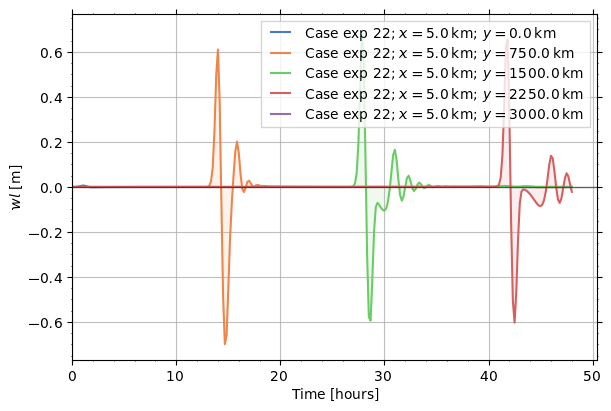 Case exp 22; x = 5.0 km; y = 0.0 km
Case exp 22; x = 5.0 km; y = 750.0 km
Case exp 22; x = 5.0 km; y = 1500.0 km
Case exp 22; x = 5.0 km; y = 2250.0 km
Case exp 22; x = 5.0 km; y = 3000.0 km
0.6
0.4
0.2
0.0
−0.2
−0.4
−0.6
wl [m]
0 10 20 30 40 50
Time [hours]